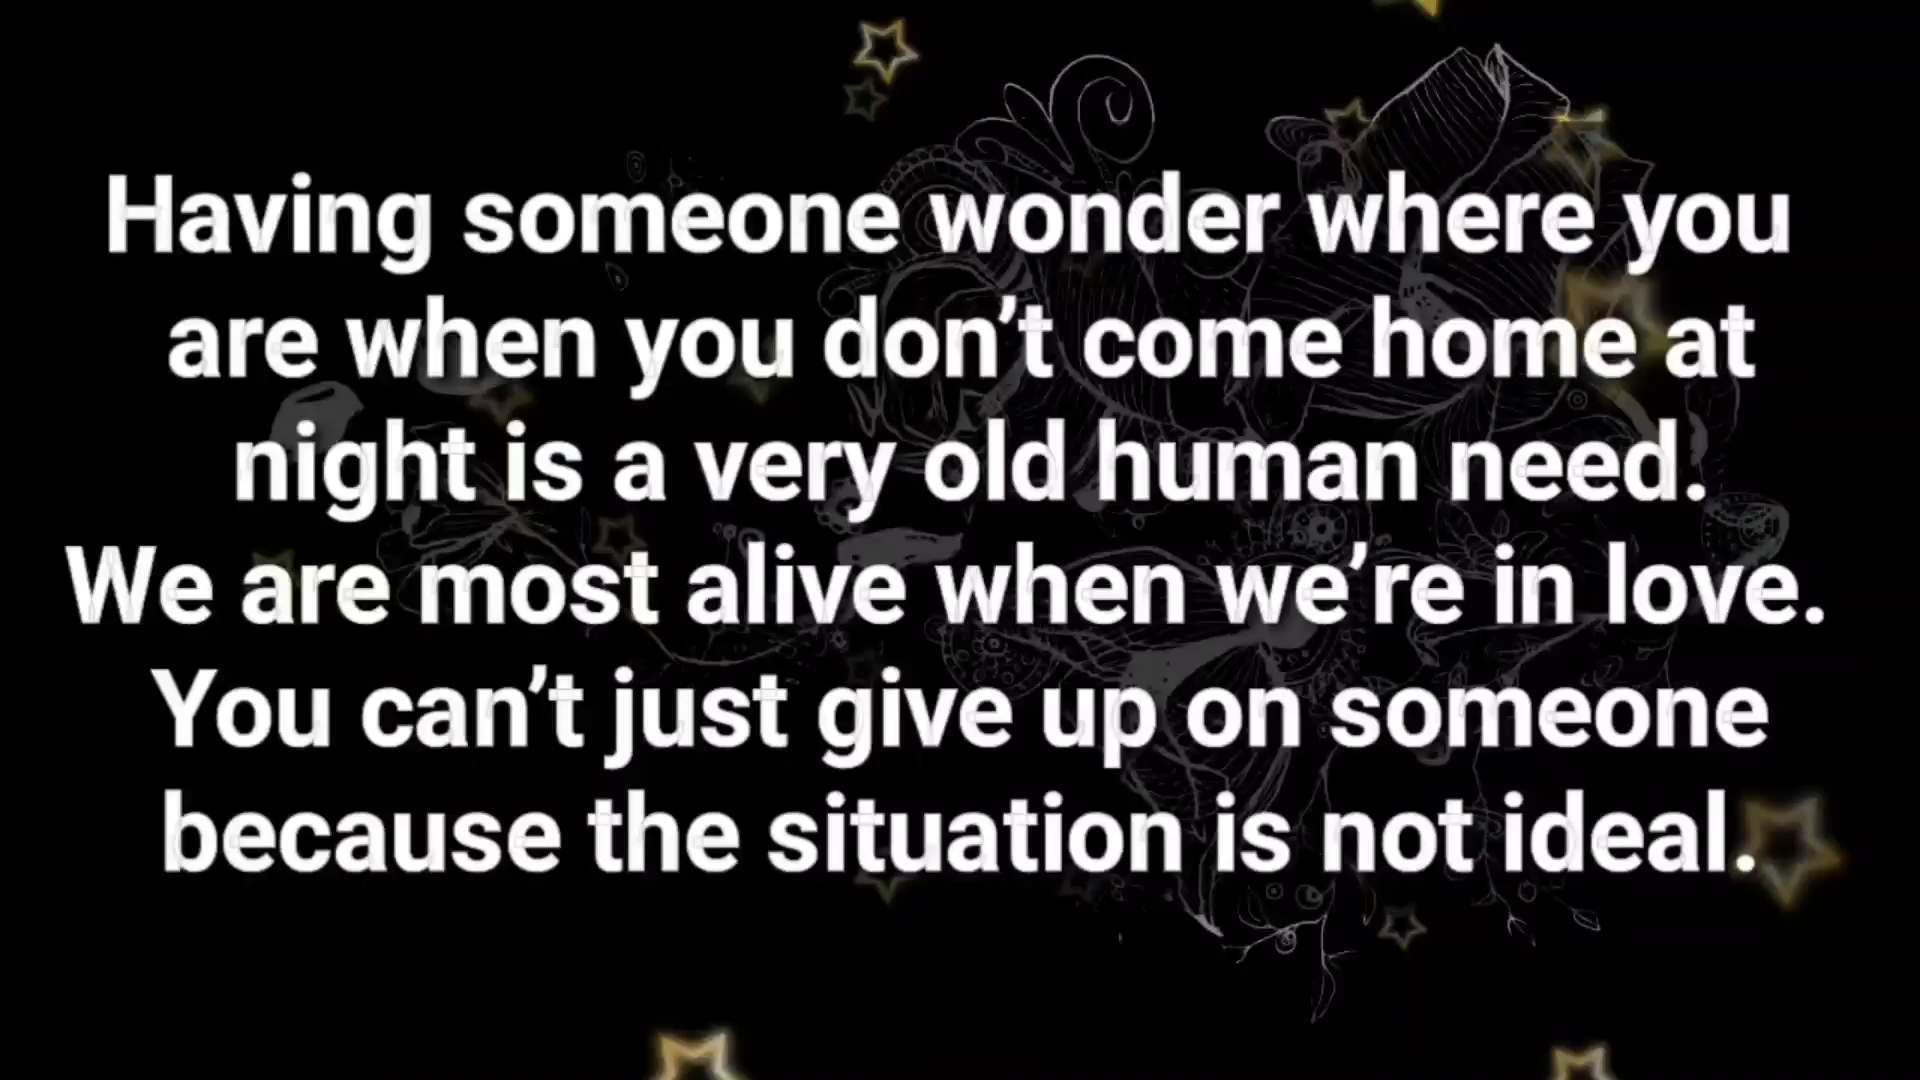 Having someone wonder where you
are when you don’t come home at
night is a very old human need.
We are most alive when we’re in love.
You can’t just give up on someone
because the situation is not ideal.